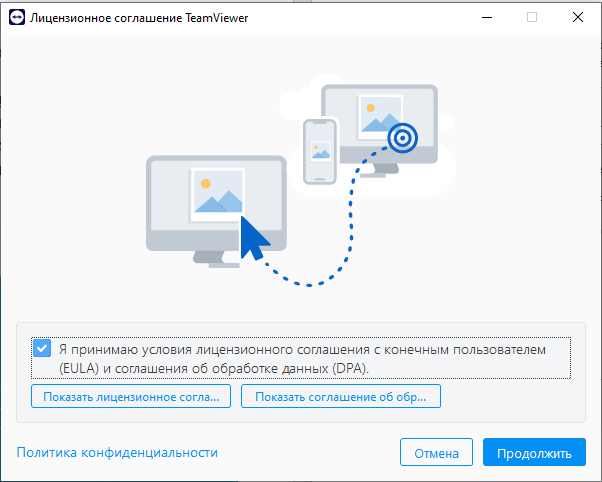 Лицензионное соглашение TeamViewer
Я принимаю условия лицензионного соглашения с конечным пользователем
(EULA) и соглашения об обработке данных (DPA).
Показать лицензионное согла... Показать соглашение об обр...
Политика конфиденциальности Отмена Продолжить